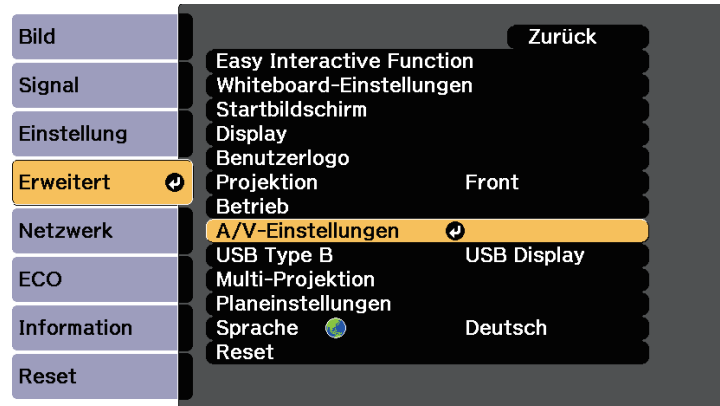 Bild
Signal
Einstellung
Erweitert
Netzwerk
ECO
Information
Reset
Zurück
Easy Interactive Function
Whiteboard-Einstellungen
Startbildschirm
Display
Benutzerlogo
Projektion Front
Betrieb
A/V-Einstellungen
USB Type B USB Display
Multi-Projektion
Planeinstellungen
Sprache Deutsch
Reset